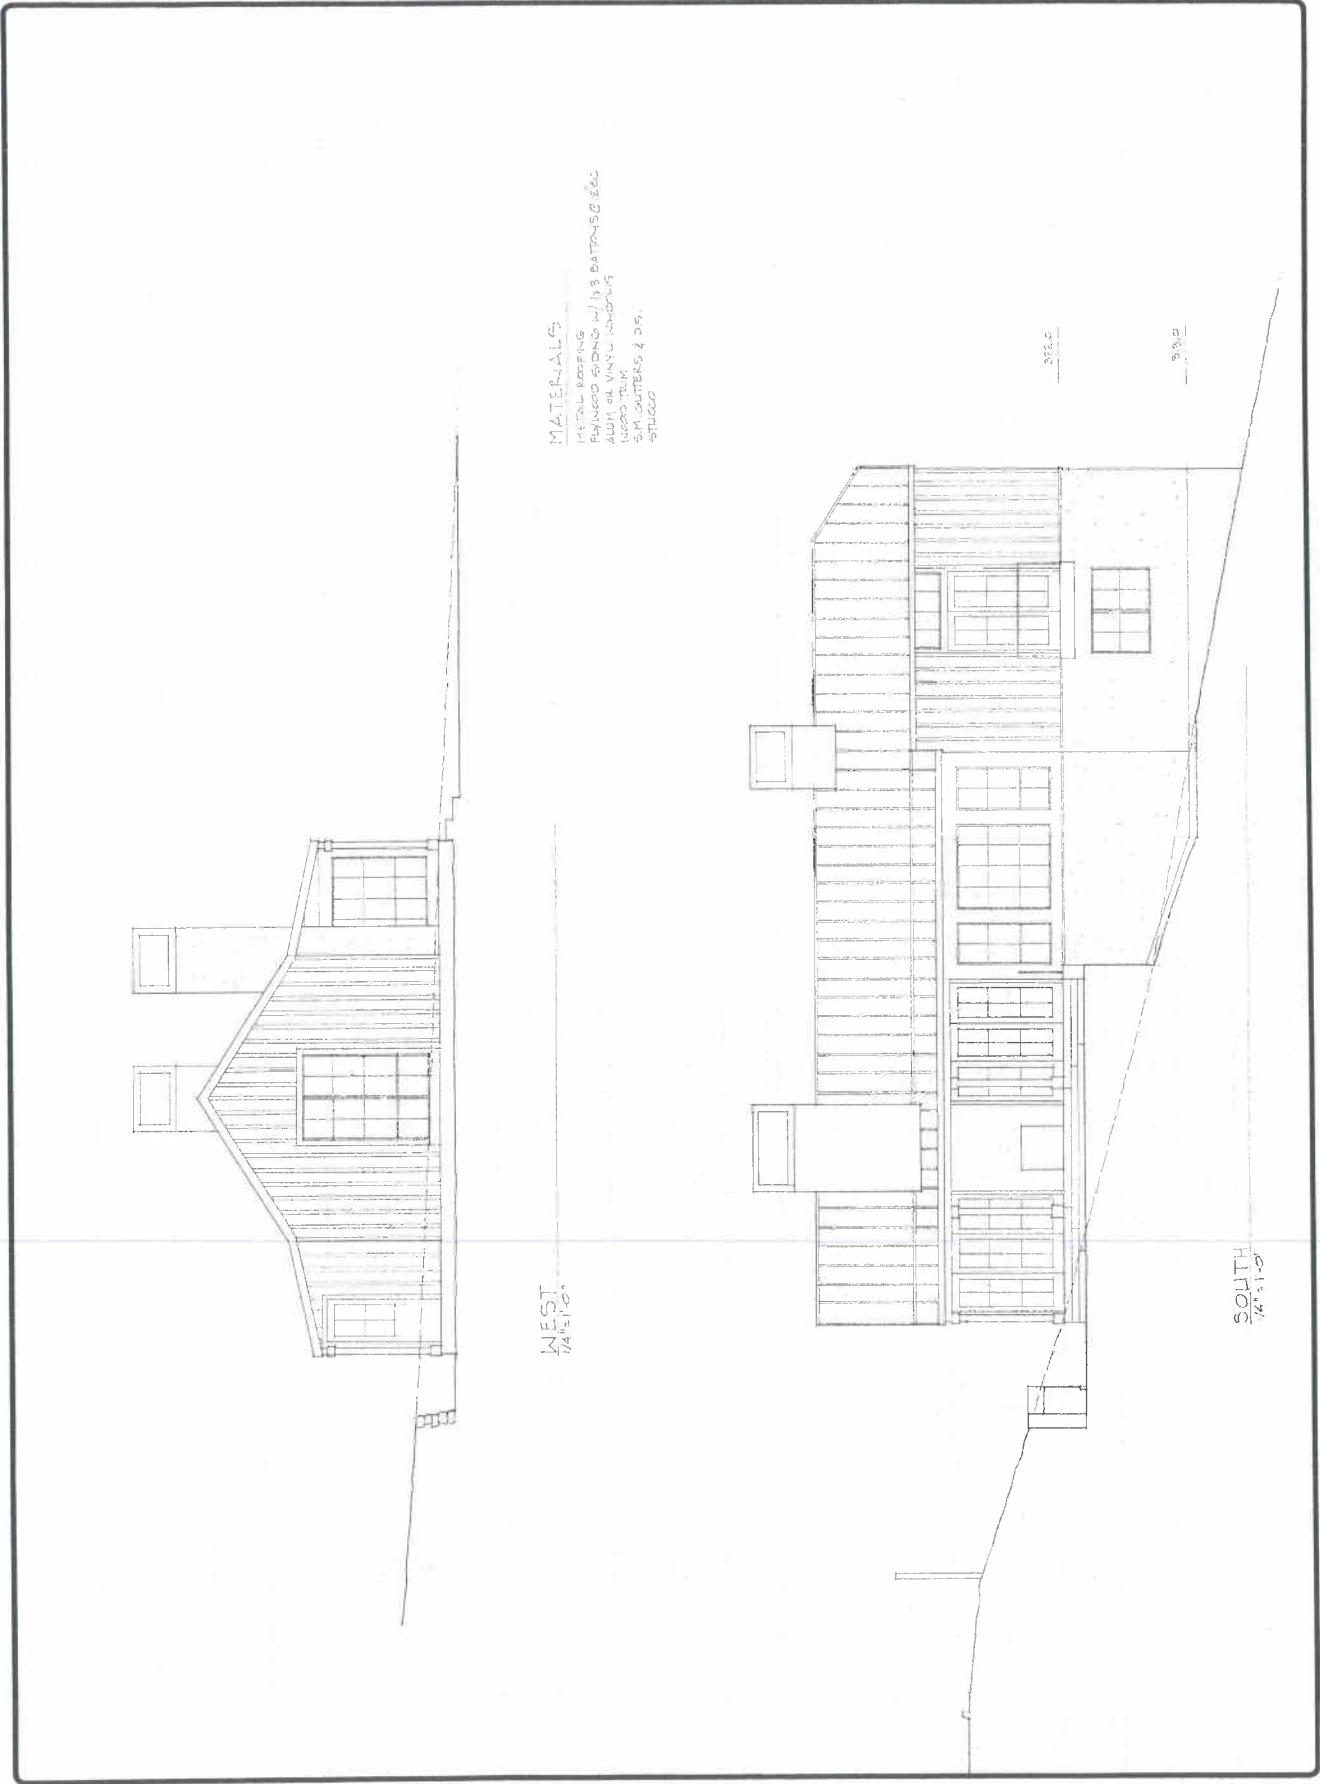 WEST
1/4"=1'-0"
MATERIALS
METAL ROOFING
PLYWOOD SIDING W/ 1x3 BATTONS @
ALUM OR VINYL WINDOWS
WOOD TRIM
S.M. GUTTERS & DS.
STUCCO
SOUTH
1/4"=1'-0"